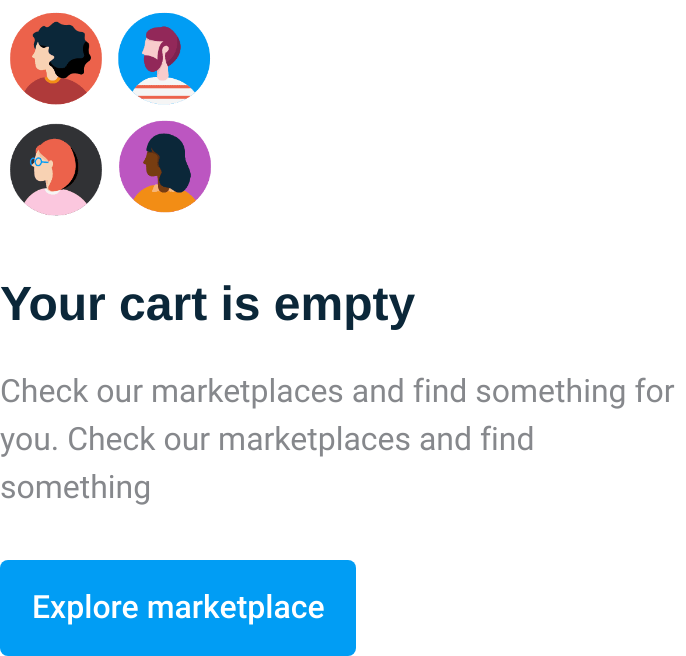 Your cart is empty
Check our marketplaces and find something for
you. Check our marketplaces and find
something
Explore marketplace